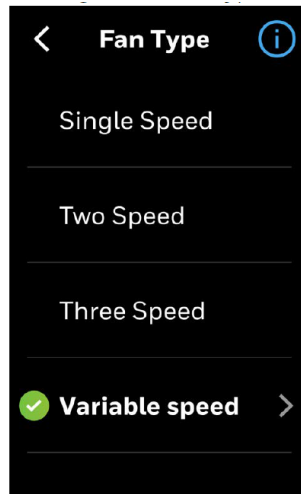 Fan Type
Single Speed
Two Speed
Three Speed
Variable speed